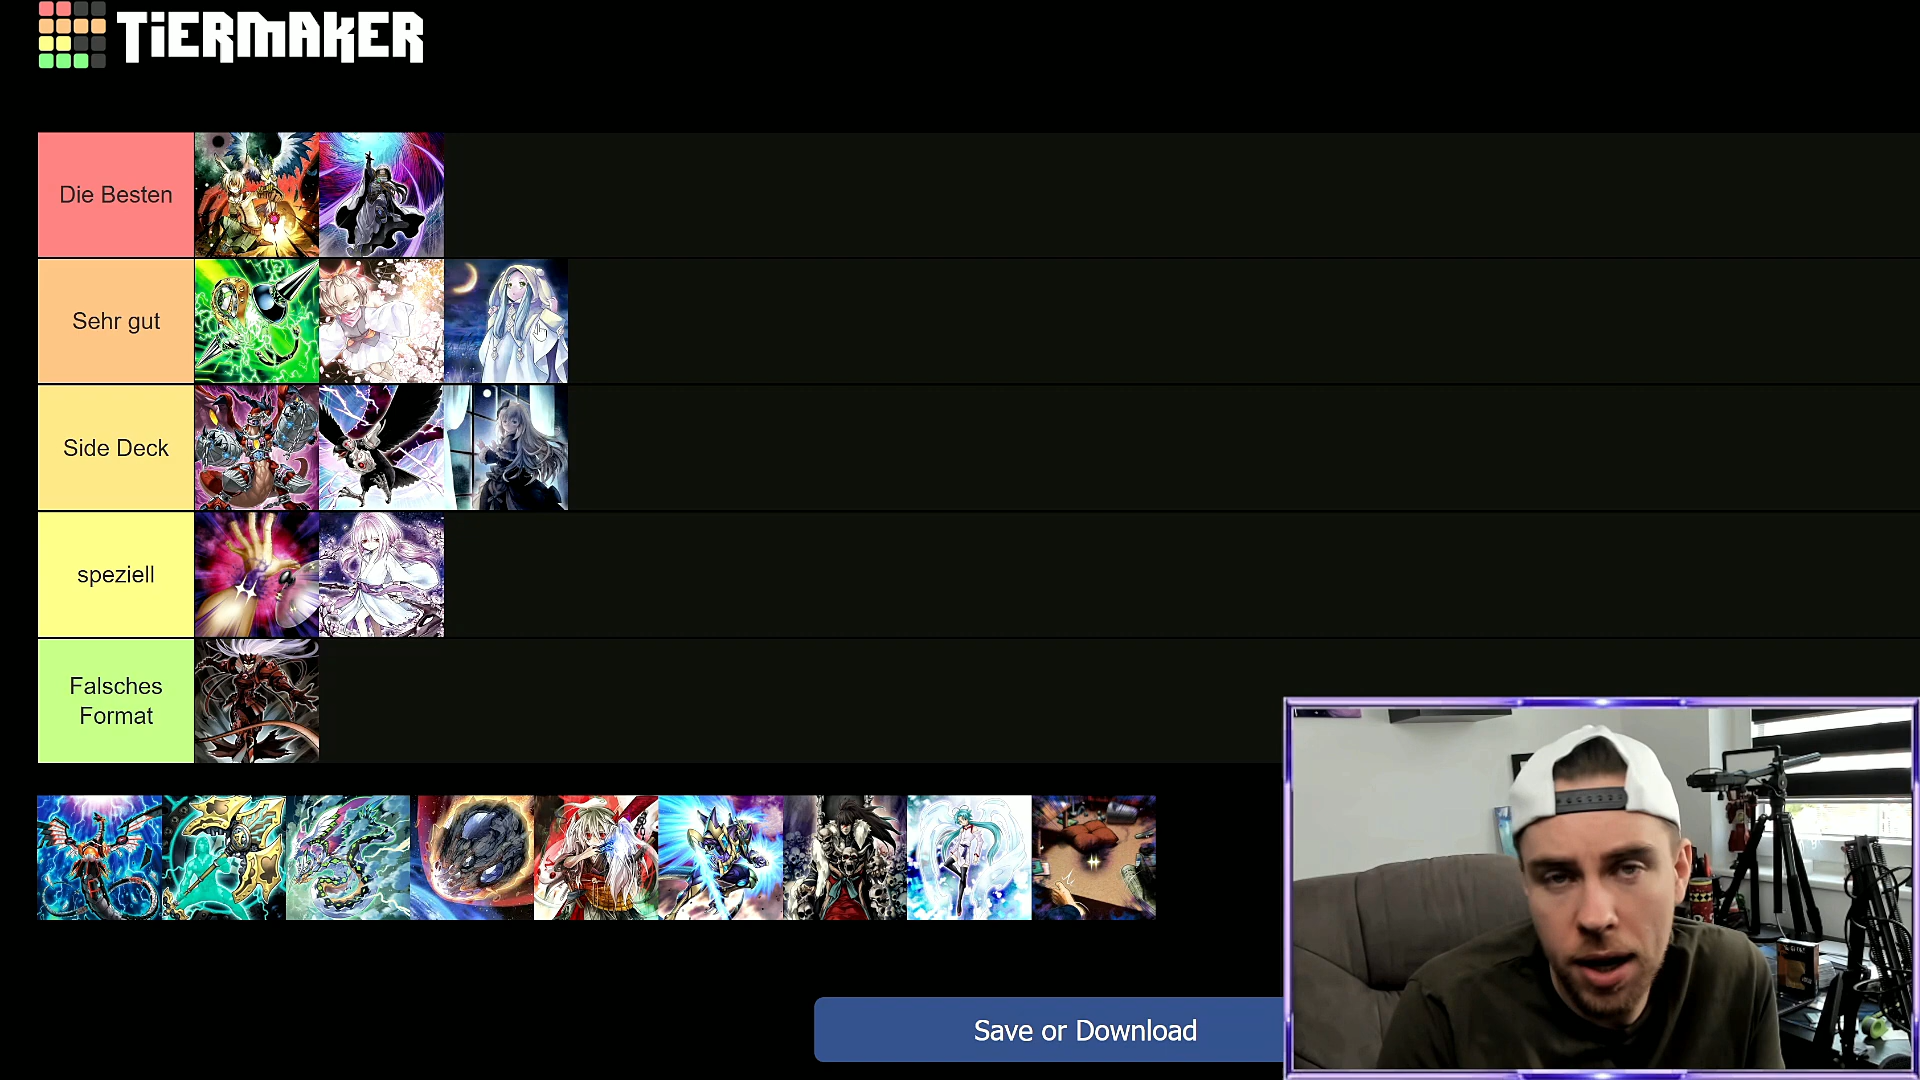 TiERMAKER
Die Besten
Sehr gut
Side Deck
speziell
Falsches
Format
Save or Download